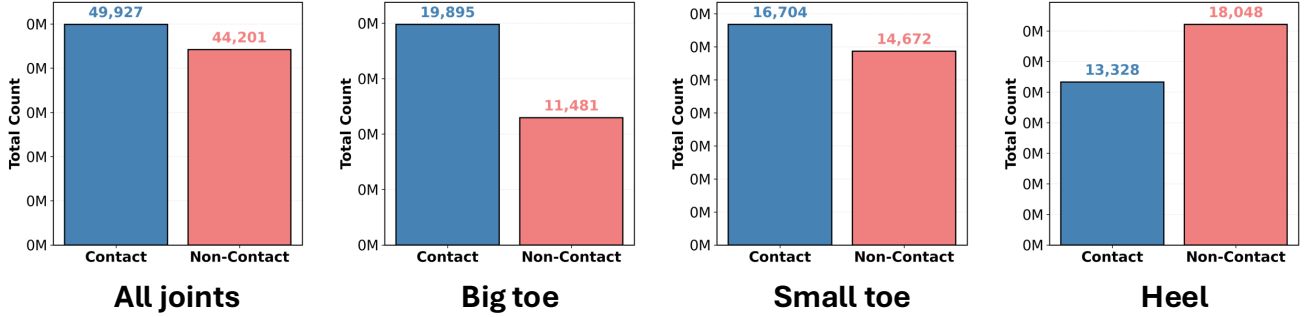 Total Count
0M
0M
0M
0M
0M
0M
49,927
44,201
Contact
Non-Contact
All joints
Total Count
0M
0M
0M
0M
0M
19,895
11,481
Contact
Non-Contact
Big toe
Total Count
0M
0M
0M
0M
0M
0M
0M
0M
16,704
14,672
Contact
Non-Contact
Small toe
Total Count
0M
0M
0M
0M
0M
0M
0M
0M
13,328
18,048
Contact
Non-Contact
Heel